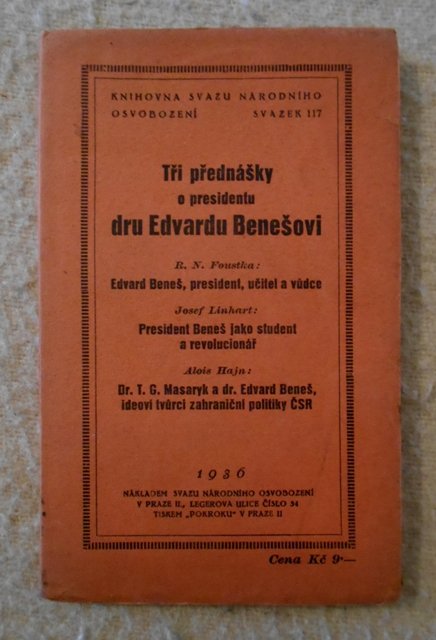 KNIHOVNA SVAZU NÁRODNÍHO
OSVOBOZENÍ SVAZEK 117
Tři přednášky
o presidentu
dru Edvardu Benešovi
R. N. Foustka:
Edvard Beneš, president, učitel a vůdce
Josef Linhart:
President Beneš jako student
a revolucionář
Alois Hajn:
Dr. T. G. Masaryk a dr. Edvard Beneš,
ideoví tvůrci zahraniční politiky ČSR
1936
NÁKLADEM SVAZU NÁRODNÍHO OSVOBOZENÍ
V PRAZE II., LEGEROVA ULICE ČÍSLO 34
TISKEM „POKROKU" V PRAZE II
Cena Kč 9·—